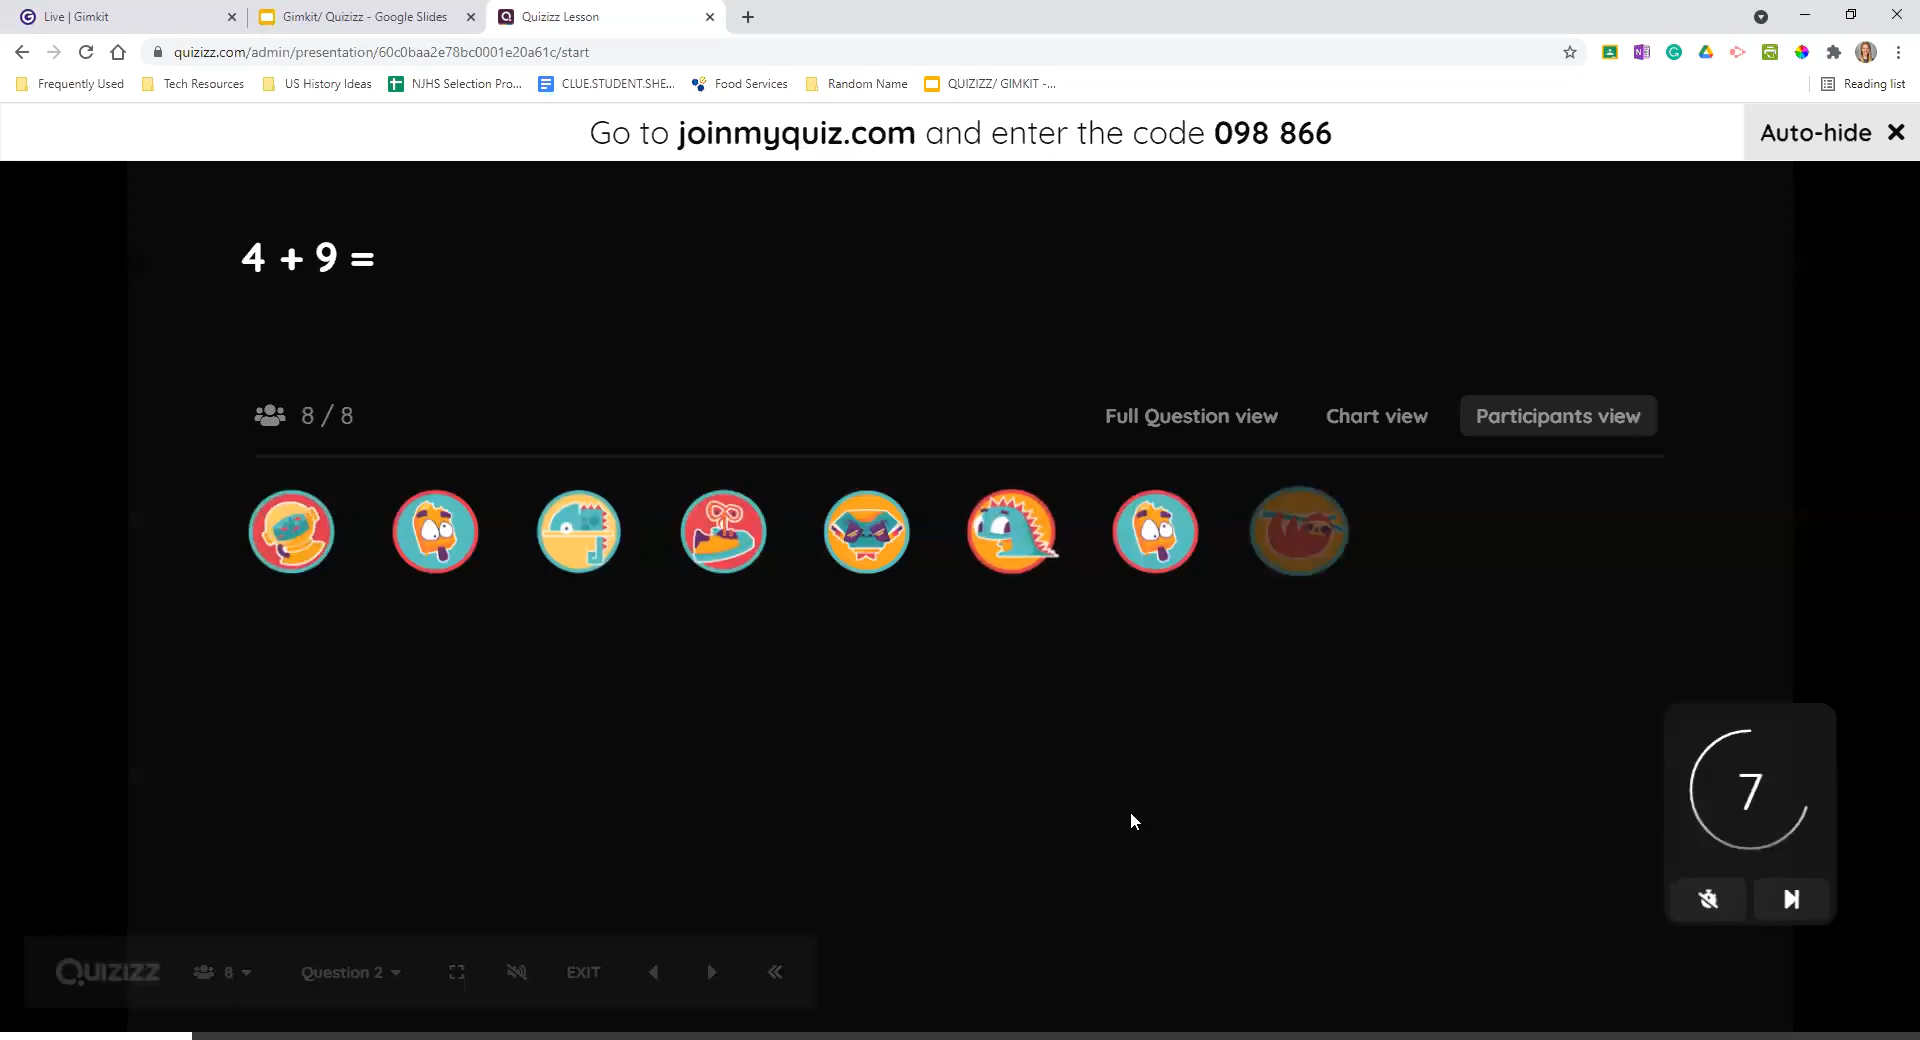 Live | Gimkit
Gimkit/ Quizizz - Google Slides
Quizizz Lesson
quizizz.com/admin/presentation/60c0baa2e78bc0001e20a61c/start
Frequently Used
Tech Resources
US History Ideas
NJHS Selection Pro...
CLUE.STUDENT.SHE...
Food Services
Random Name
QUIZIZZ/ GIMKIT -...
Reading list
Go to joinmyquiz.com and enter the code 098 866
Auto-hide
4 + 9 =
8 / 8
Full Question view
Chart view
Participants view
7
Quizizz
8
Question 2
EXIT